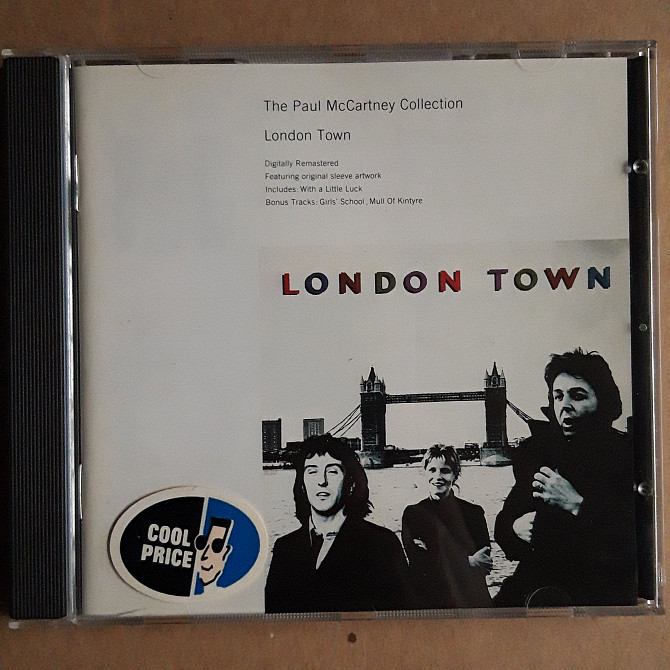 The Paul McCartney Collection
London Town
Digitally Remastered
Featuring original sleeve artwork
Includes: With a Little Luck
Bonus Tracks: Girls' School, Mull Of Kintyre
LONDON TOWN
COOL
PRICE